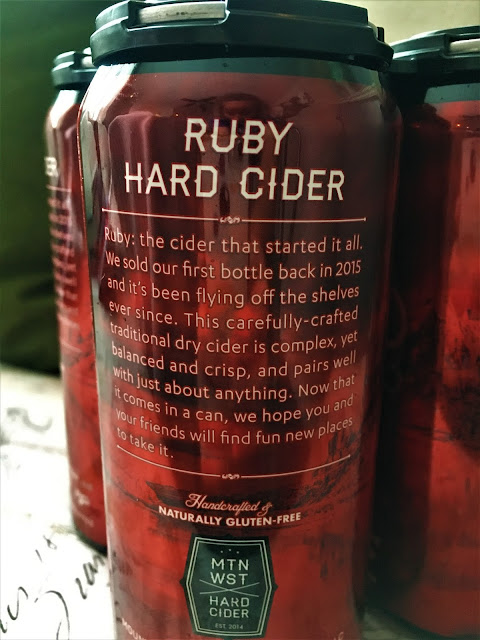 RUBY
HARD CIDER
Ruby: the cider that started it all.
We sold our first bottle back in 2015
and it's been flying off the shelves
ever since. This carefully-crafted
traditional dry cider is complex, yet
balanced and crisp, and pairs well
with just about anything. Now that
it comes in a can, we hope you and
your friends will find fun new places
to take it.
Handcrafted &
NATURALLY GLUTEN-FREE
MTN
WST
HARD
CIDER
EST. 2014